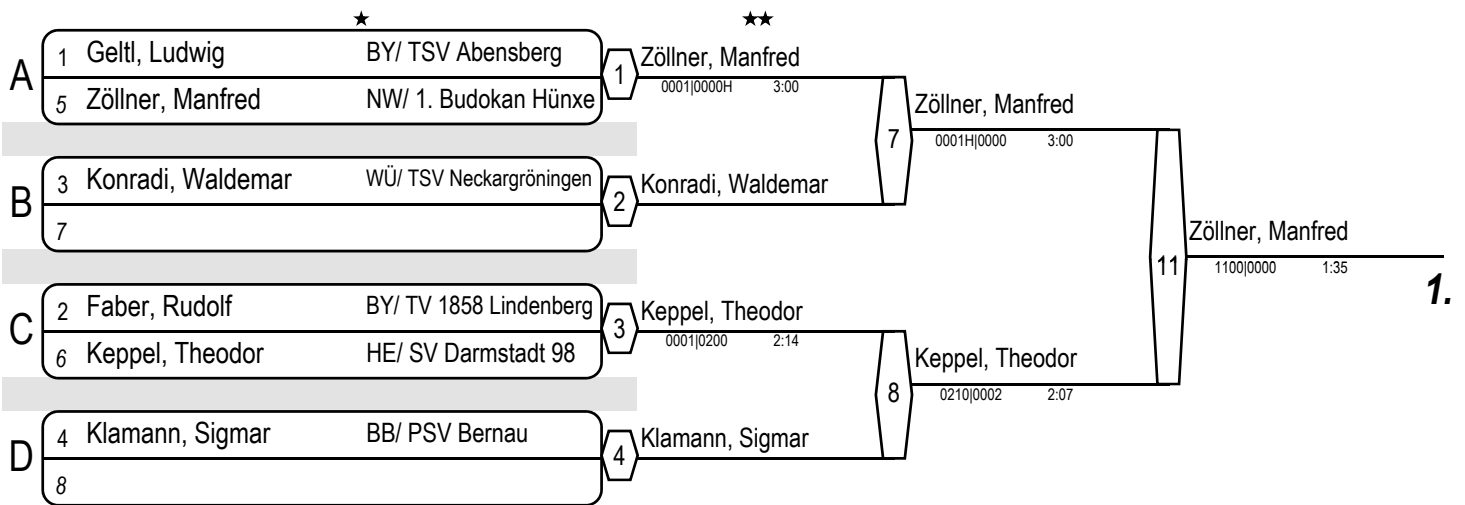 ★ ★★
A
1 Geltl, Ludwig BY/ TSV Abensberg
5 Zöllner, Manfred NW/ 1. Budokan Hünxe
1
Zöllner, Manfred
0001|0000H 3:00
B
3 Konradi, Waldemar WÜ/ TSV Neckargröningen
7
2
Konradi, Waldemar
7
Zöllner, Manfred
0001H|0000 3:00
C
2 Faber, Rudolf BY/ TV 1858 Lindenberg
6 Keppel, Theodor HE/ SV Darmstadt 98
3
Keppel, Theodor
0001|0200 2:14
D
4 Klamann, Sigmar BB/ PSV Bernau
8
4
Klamann, Sigmar
8
Keppel, Theodor
0210|0002 2:07
11
Zöllner, Manfred
1100|0000 1:35
1.